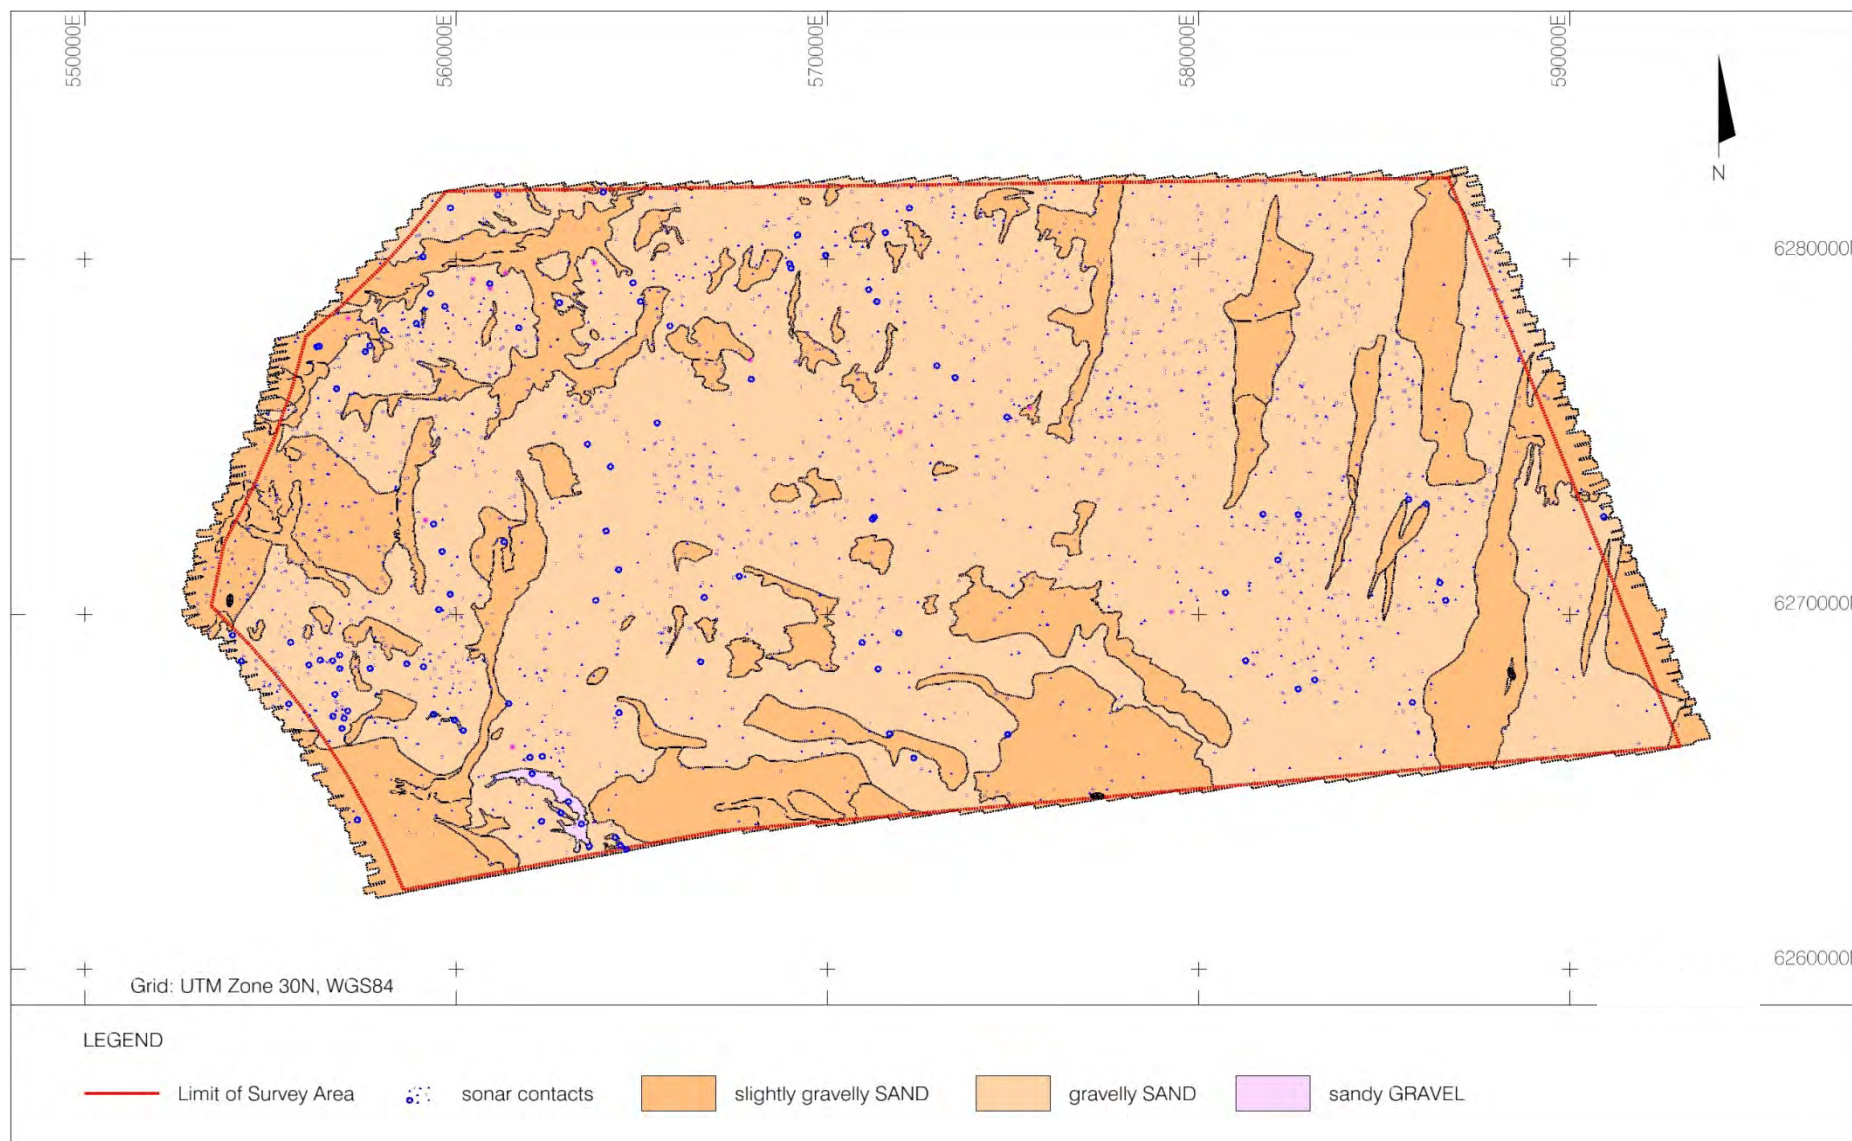 550000E
560000E
570000E
580000E
590000E
N
6280000N
6270000N
6260000N
Grid: UTM Zone 30N, WGS84
LEGEND
Limit of Survey Area
sonar contacts
slightly gravelly SAND
gravelly SAND
sandy GRAVEL